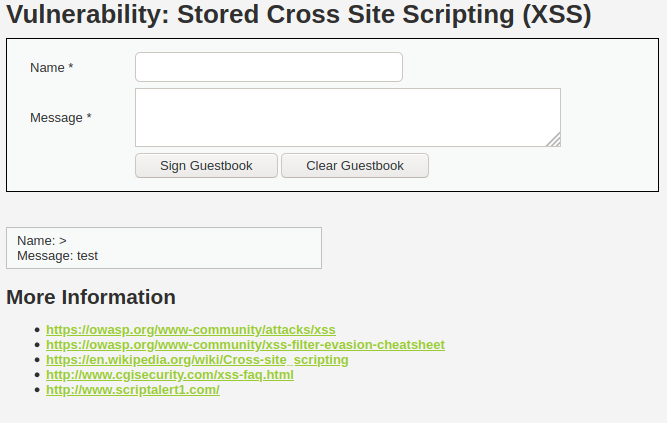 Vulnerability: Stored Cross Site Scripting (XSS)
Name *
Message *
Sign Guestbook Clear Guestbook
Name: >
Message: test
More Information
https://owasp.org/www-community/attacks/xss
https://owasp.org/www-community/xss-filter-evasion-cheatsheet
https://en.wikipedia.org/wiki/Cross-site_scripting
http://www.cgisecurity.com/xss-faq.html
http://www.scriptalert1.com/